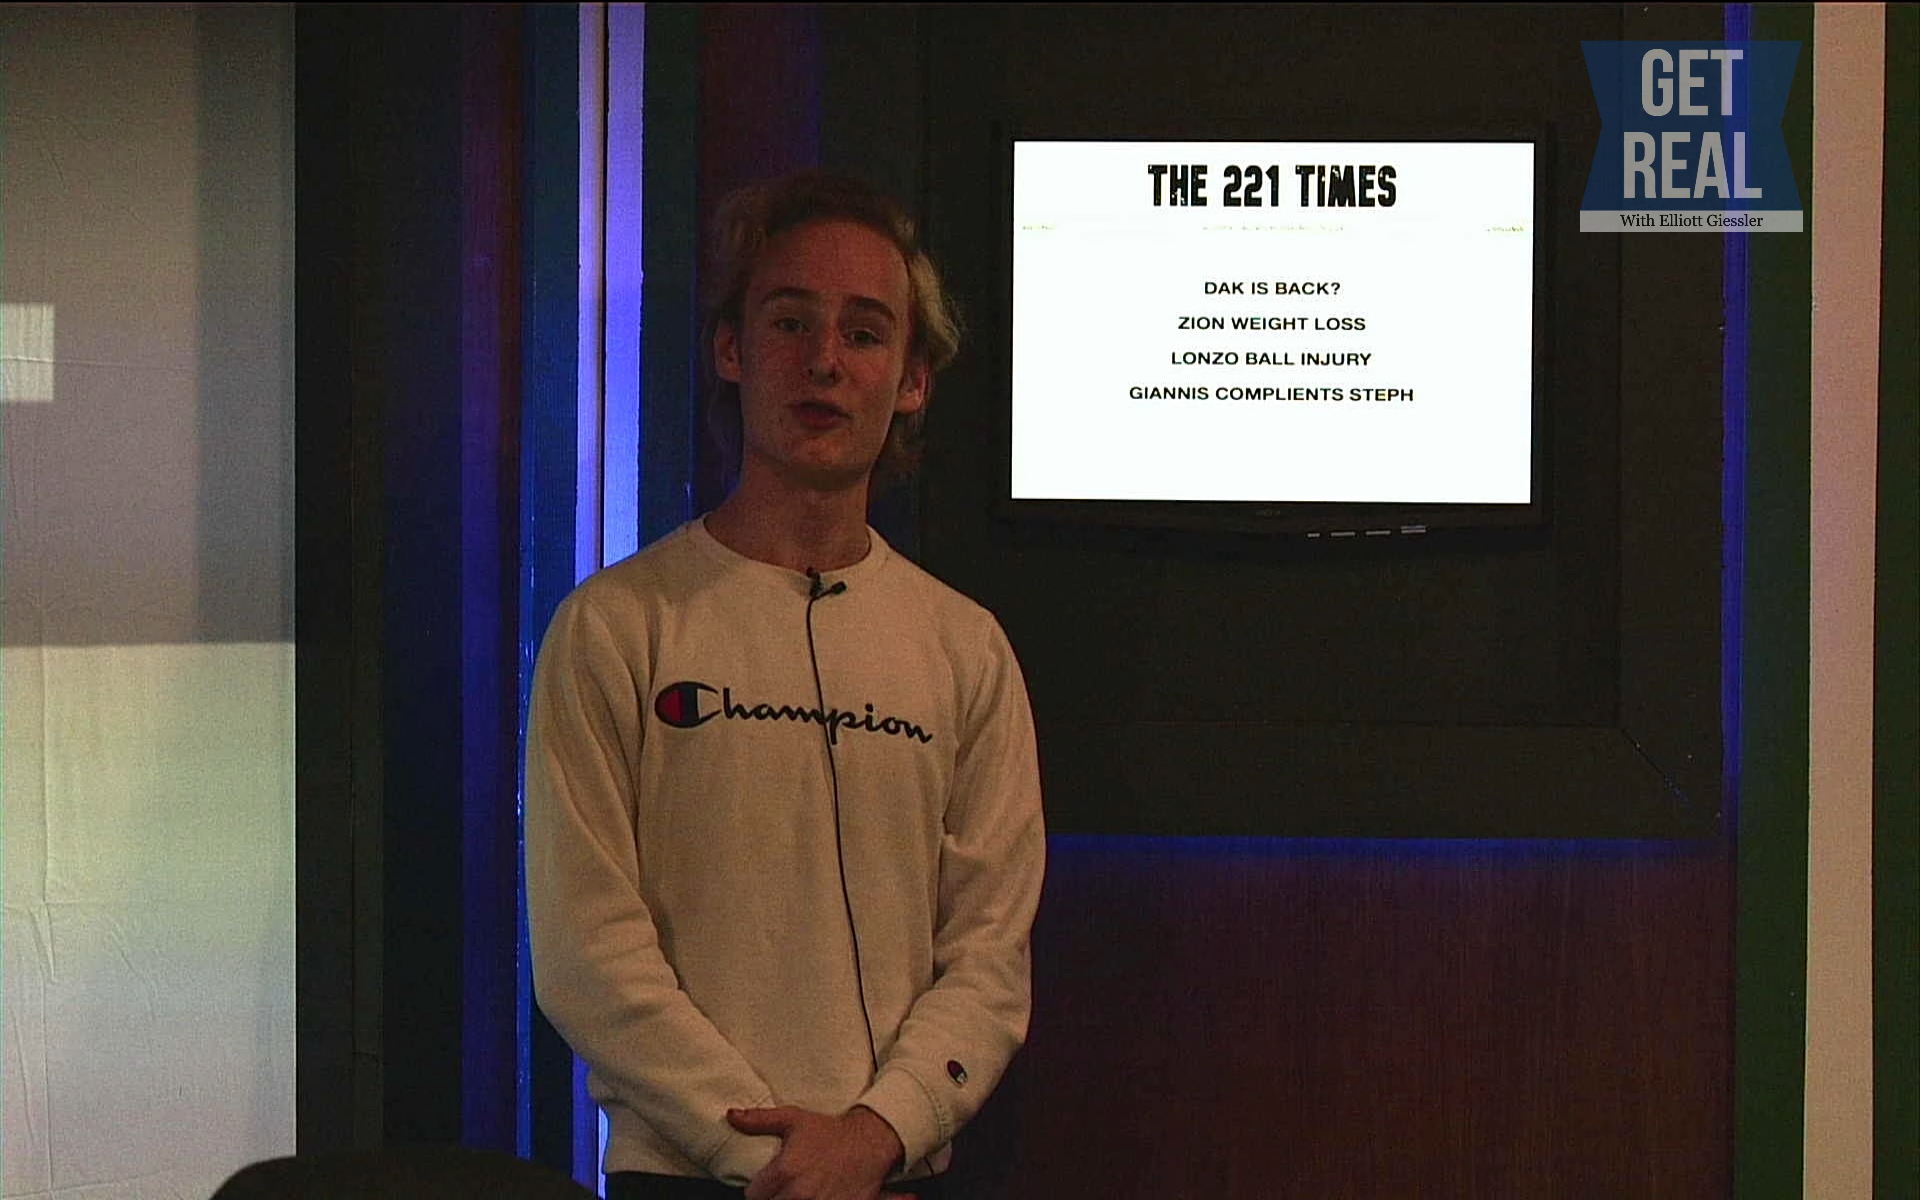 GET
REAL
With Elliott Giessler
THE 221 TIMES
DAK IS BACK?
ZION WEIGHT LOSS
LONZO BALL INJURY
GIANNIS COMPLIENTS STEPH
Champion